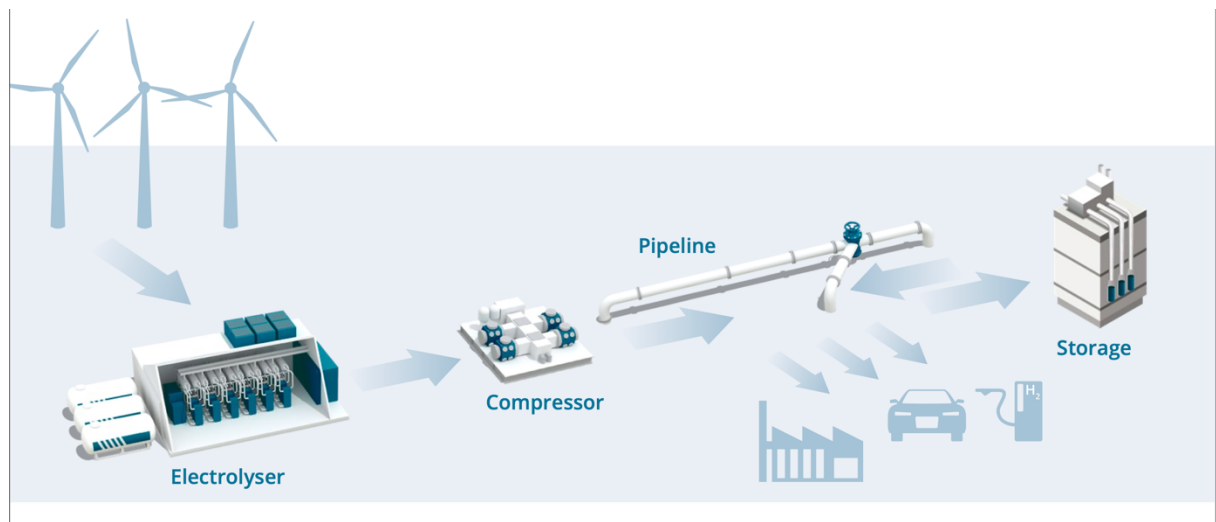 Pipeline
Storage
Compressor
H₂
Electrolyser